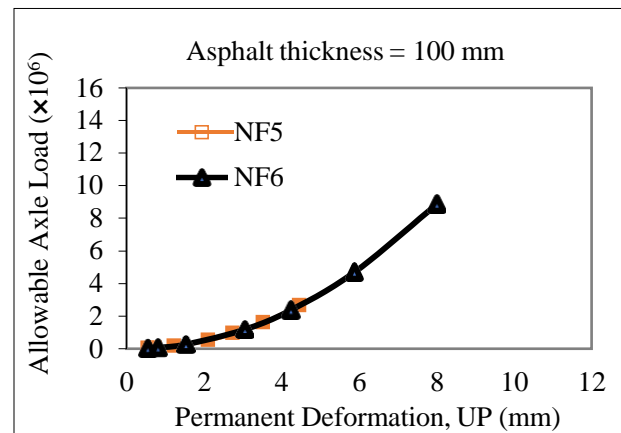 Asphalt thickness = 100 mm
Allowable Axle Load (×10⁶)
16
14
12
10
8
6
4
2
0
NF5
NF6
0 2 4 6 8 10 12
Permanent Deformation, UP (mm)